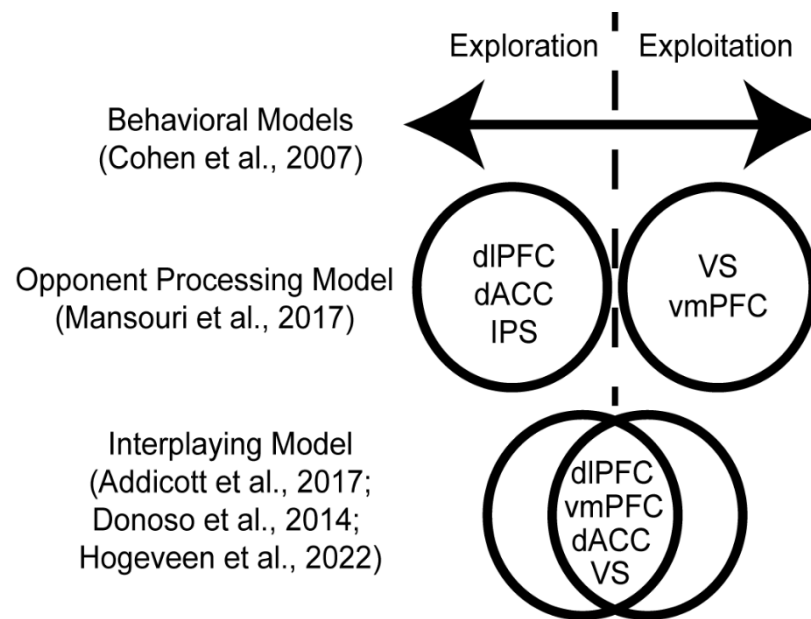 Exploration Exploitation
Behavioral Models
(Cohen et al., 2007)
Opponent Processing Model
(Mansouri et al., 2017)
dlPFC
dACC
IPS
VS
vmPFC
Interplaying Model
(Addicott et al., 2017;
Donoso et al., 2014;
Hogeveen et al., 2022)
dlPFC
vmPFC
dACC
VS